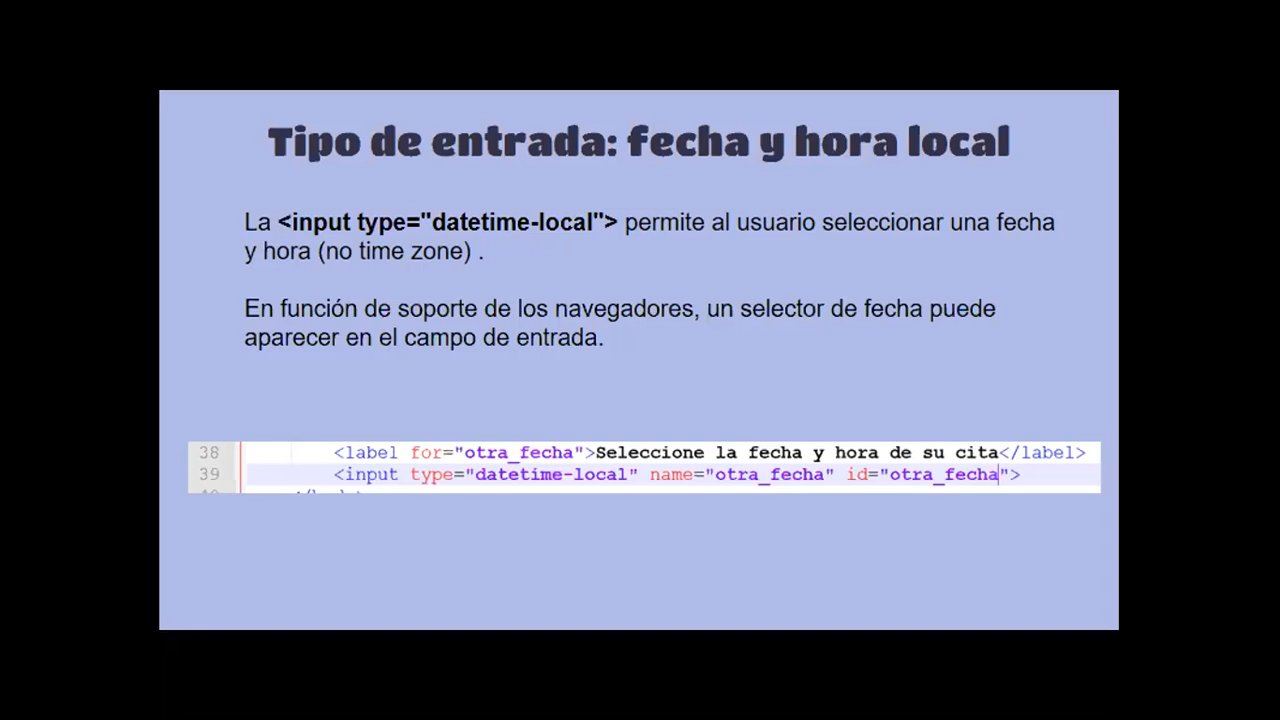 Tipo de entrada: fecha y hora local
La <input type="datetime-local"> permite al usuario seleccionar una fecha
y hora (no time zone) .
En función de soporte de los navegadores, un selector de fecha puede
aparecer en el campo de entrada.
38 <label for="otra_fecha">Seleccione la fecha y hora de su cita</label>
39 <input type="datetime-local" name="otra_fecha" id="otra_fecha">